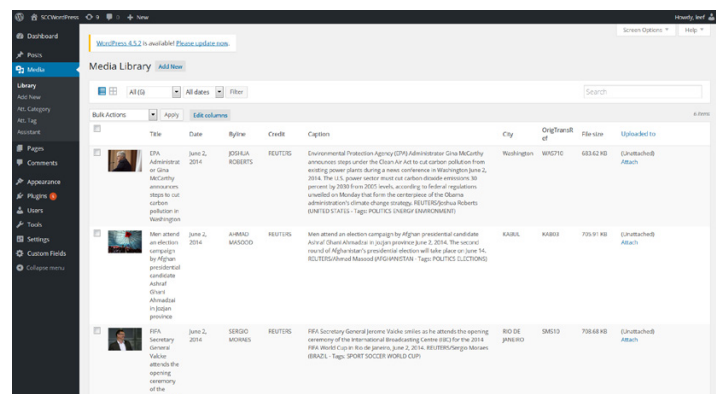 SCCWordPress 9 0 + New Howdy, leef
Screen Options Help
Dashboard
Posts
Media
Library
Add New
Att. Category
Att. Tag
Assistant
Pages
Comments
Appearance
Plugins
Users
Tools
Settings
Custom Fields
Collapse menu
WordPress 4.5.2 is available! Please update now.
Media Library Add New
All (6) All dates Filter Search
Bulk Actions Apply Edit columns 6 items
Title Date Byline Credit Caption City OrigTransR File size Uploaded to
ef
EPA June 2, JOSHUA REUTERS Environmental Protection Agency (EPA) Administrator Gina McCarthy Washington WAS710 683.62 KB (Unattached)
Administrat 2014 ROBERTS announces steps under the Clean Air Act to cut carbon pollution from Attach
or Gina existing power plants during a news conference in Washington June 2,
McCarthy 2014. The U.S. power sector must cut carbon dioxide emissions 30
announces percent by 2030 from 2005 levels, according to federal regulations
steps to cut unveiled on Monday that form the centerpiece of the Obama
carbon administration's climate change strategy. REUTERS/Joshua Roberts
pollution in (UNITED STATES - Tags: POLITICS ENERGY ENVIRONMENT)
Washington
Men attend June 2, AHMAD REUTERS Men attend an election campaign by Afghan presidential candidate KABUL KAB03 705.91 KB (Unattached)
an election 2014 MASOOD Ashraf Ghani Ahmadzai in Jozjan province June 2, 2014. The second Attach
campaign round of Afghanistan's presidential election will take place on June 14.
by Afghan REUTERS/Ahmad Masood (AFGHANISTAN - Tags: POLITICS ELECTIONS)
presidential
candidate
Ashraf
Ghani
Ahmadzai
in Jozjan
province
FIFA June 2, SERGIO REUTERS FIFA Secretary General Jerome Valcke smiles as he attends the opening RIO DE SMS10 708.68 KB (Unattached)
Secretary 2014 MORAES ceremony of the International Broadcasting Centre (IBC) for the 2014 JANEIRO Attach
General FIFA World Cup in Rio de Janeiro, June 2, 2014. REUTERS/Sergio Moraes
Valcke (BRAZIL - Tags: SPORT SOCCER WORLD CUP)
attends the
opening
ceremony
of the